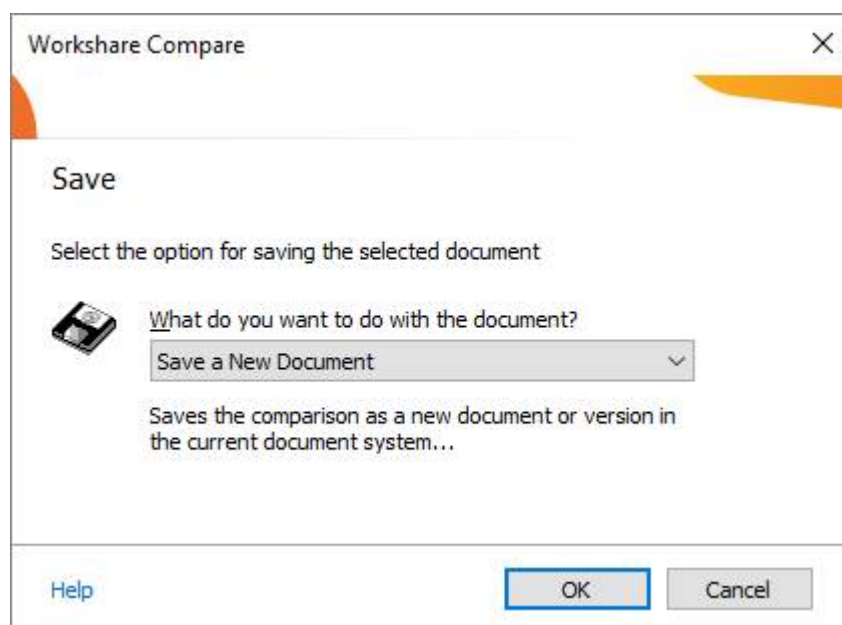 Workshare Compare
Save
Select the option for saving the selected document
What do you want to do with the document?
Save a New Document
Saves the comparison as a new document or version in
the current document system...
Help
OK
Cancel